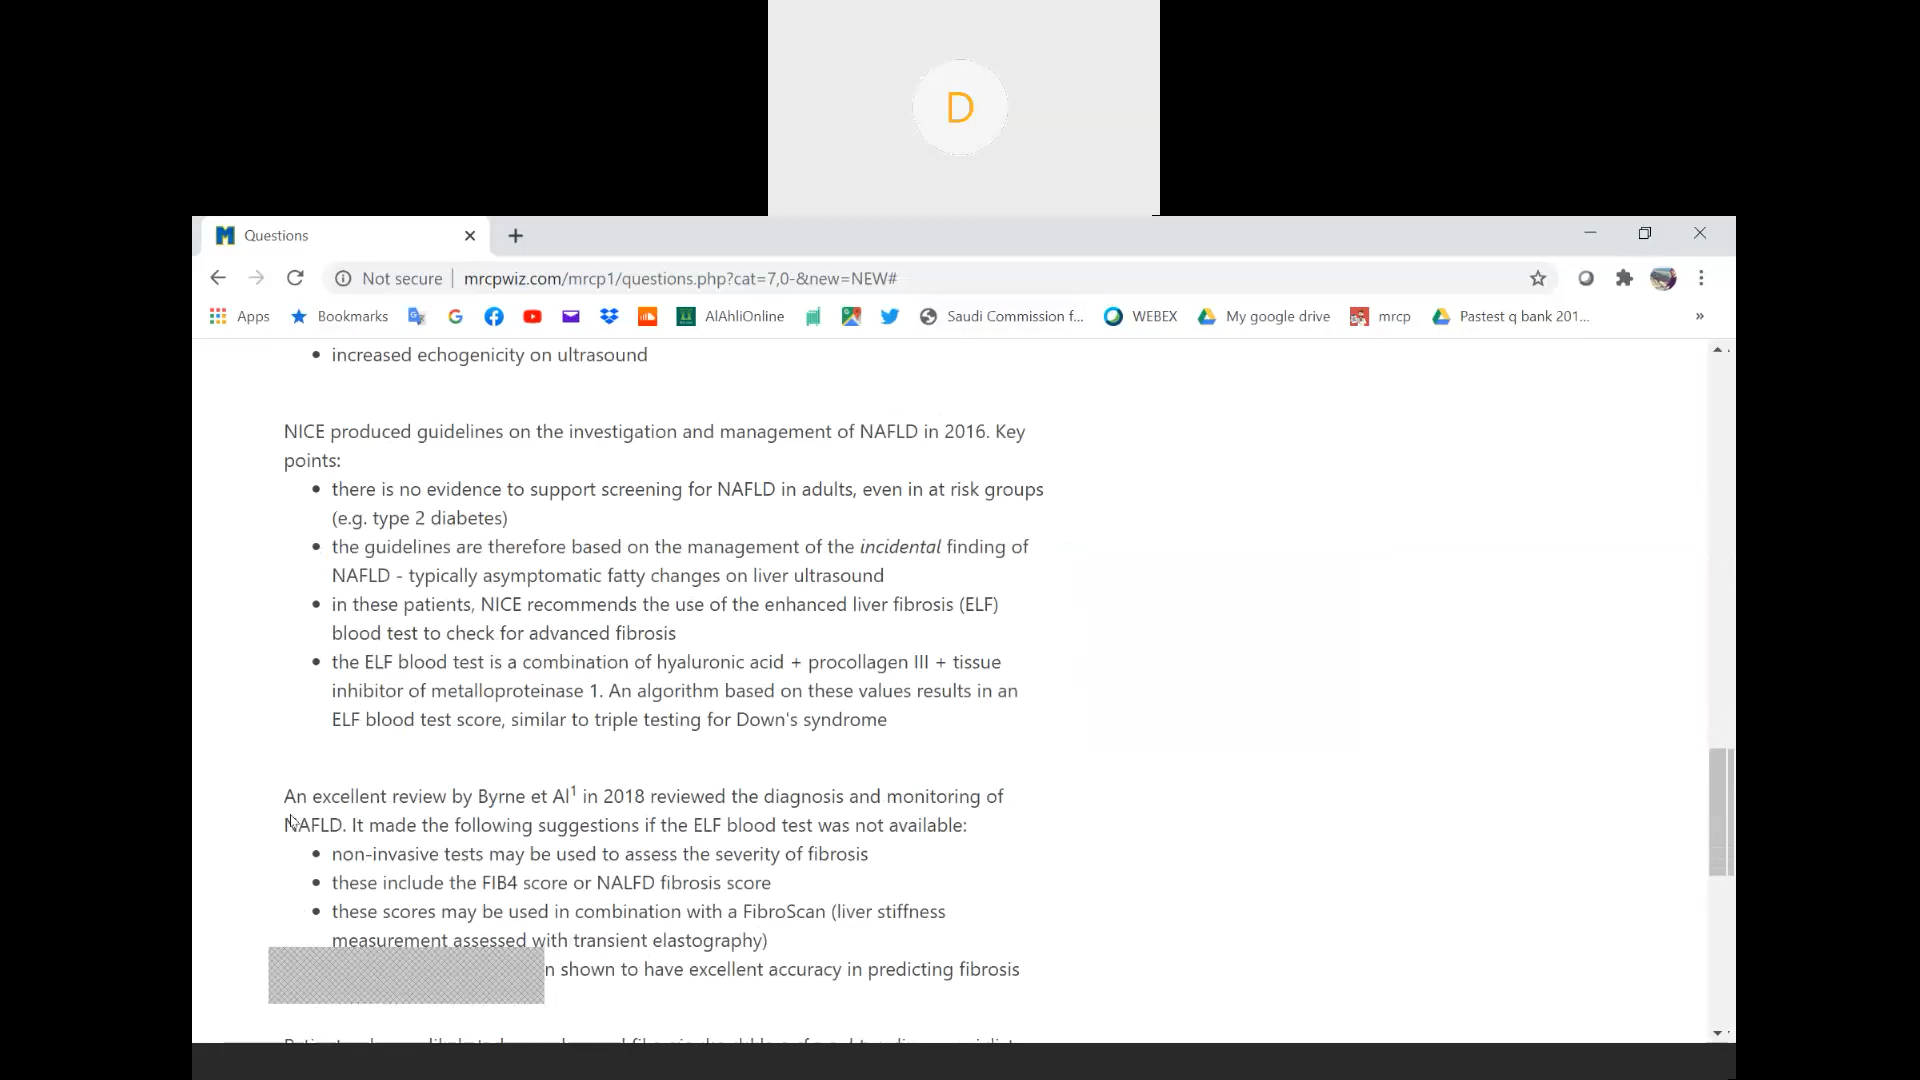 D
Questions
Not secure mrcpwiz.com/mrcp1/questions.php?cat=7,0-&new=NEW#
Apps Bookmarks AlAhliOnline Saudi Commission f... WEBEX My google drive mrcp Pastest q bank 201... »
• increased echogenicity on ultrasound
NICE produced guidelines on the investigation and management of NAFLD in 2016. Key
points:
• there is no evidence to support screening for NAFLD in adults, even in at risk groups
(e.g. type 2 diabetes)
• the guidelines are therefore based on the management of the incidental finding of
NAFLD - typically asymptomatic fatty changes on liver ultrasound
• in these patients, NICE recommends the use of the enhanced liver fibrosis (ELF)
blood test to check for advanced fibrosis
• the ELF blood test is a combination of hyaluronic acid + procollagen III + tissue
inhibitor of metalloproteinase 1. An algorithm based on these values results in an
ELF blood test score, similar to triple testing for Down's syndrome
An excellent review by Byrne et Al1 in 2018 reviewed the diagnosis and monitoring of
NAFLD. It made the following suggestions if the ELF blood test was not available:
• non-invasive tests may be used to assess the severity of fibrosis
• these include the FIB4 score or NALFD fibrosis score
• these scores may be used in combination with a FibroScan (liver stiffness
measurement assessed with transient elastography)
n shown to have excellent accuracy in predicting fibrosis